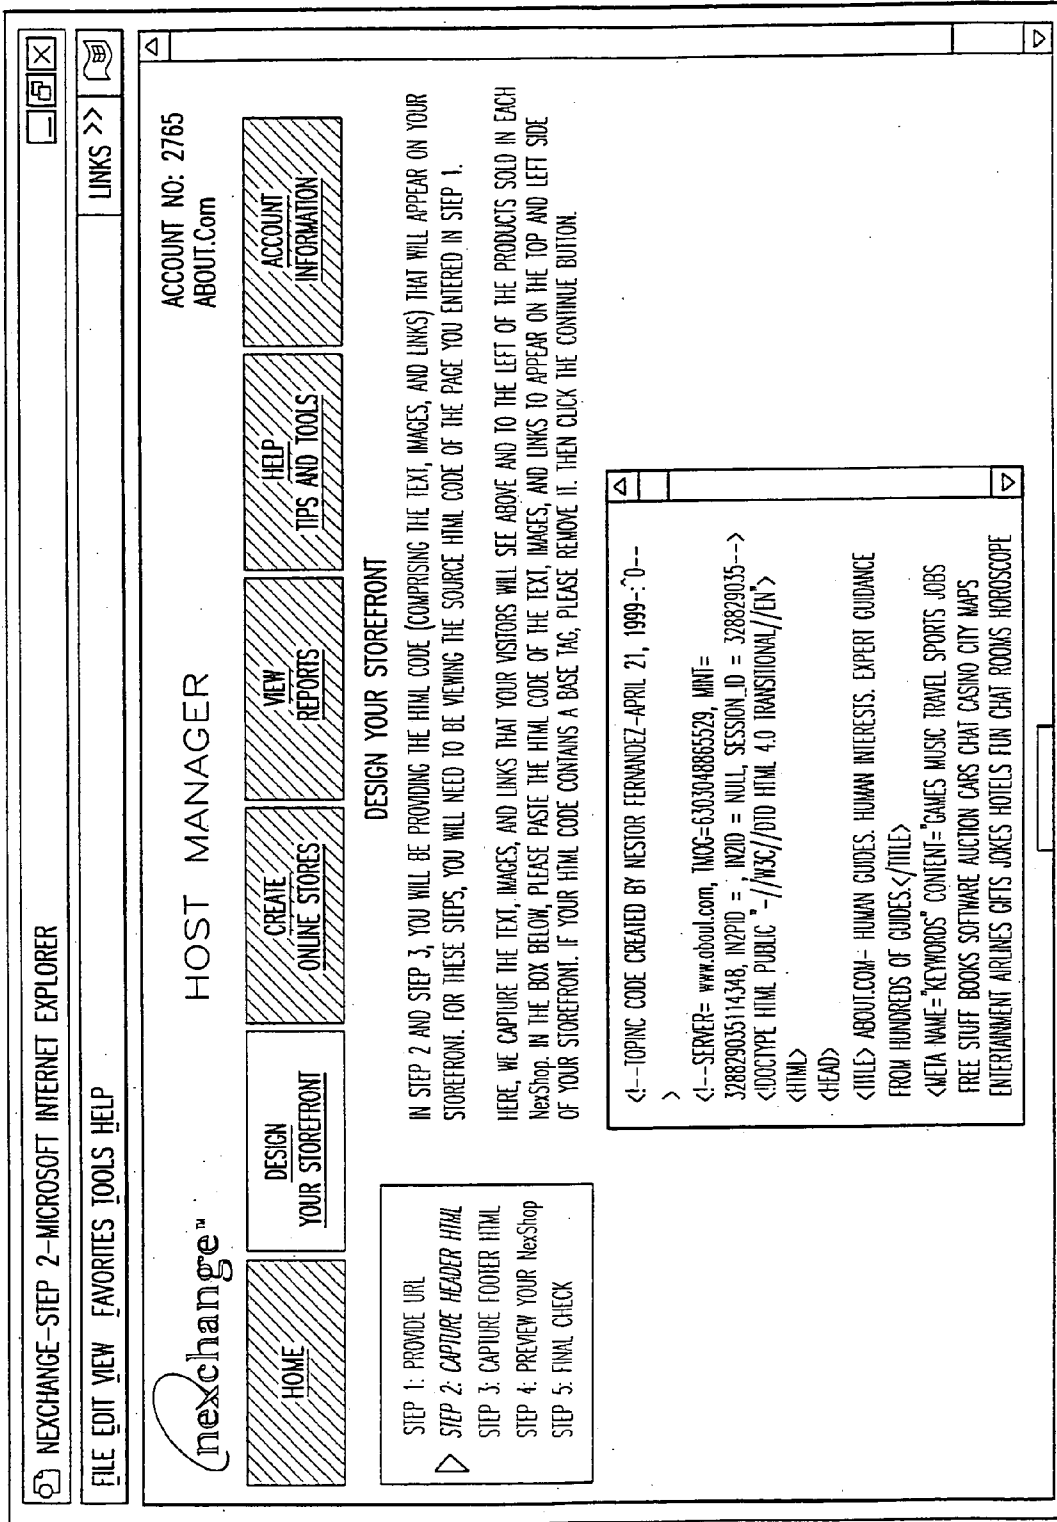 NEXCHANGE-STEP 2-MICROSOFT INTERNET EXPLORER
FILE EDIT VIEW FAVORITES TOOLS HELP
LINKS >>
nexchange™
HOST MANAGER
ACCOUNT NO: 2765
ABOUT.Com
HOME
DESIGN
YOUR STOREFRONT
CREATE
ONLINE STORES
VIEW
REPORTS
HELP
TIPS AND TOOLS
ACCOUNT
INFORMATION
STEP 1: PROVIDE URL
STEP 2: CAPTURE HEADER HTML
STEP 3: CAPTURE FOOTER HTML
STEP 4: PREVIEW YOUR NexShop
STEP 5: FINAL CHECK
DESIGN YOUR STOREFRONT
IN STEP 2 AND STEP 3, YOU WILL BE PROVIDING THE HTML CODE (COMPRISING THE TEXT, IMAGES, AND LINKS) THAT WILL APPEAR ON YOUR
STOREFRONT. FOR THESE STEPS, YOU WILL NEED TO BE VIEWING THE SOURCE HTML CODE OF THE PAGE YOU ENTERED IN STEP 1.
HERE, WE CAPTURE THE TEXT, IMAGES, AND LINKS THAT YOUR VISITORS WILL SEE ABOVE AND TO THE LEFT OF THE PRODUCTS SOLD IN EACH
NexShop. IN THE BOX BELOW, PLEASE PASTE THE HTML CODE OF THE TEXT, IMAGES, AND LINKS TO APPEAR ON THE TOP AND LEFT SIDE
OF YOUR STOREFRONT. IF YOUR HTML CODE CONTAINS A BASE TAG, PLEASE REMOVE IT. THEN CLICK THE CONTINUE BUTTON.
<!--TOPINC CODE CREATED BY NESTOR FERNANDEZ-APRIL 21, 1999-:^0--
>
<!--SERVER= www.about.com, TMOG=6303048865529, MINT=
32882903511434B, IN2PiD = , IN2ID = NULL, SESSION_ID = 328829035-->
<!DOCTYPE HTML PUBLIC "-//W3C//DTD HTML 4.0 TRANSITIONAL//EN">
<HTML>
<HEAD>
<TITLE> ABOUT.COM- HUMAN GUIDES. HUMAN INTERESTS. EXPERT GUIDANCE
FROM HUNDREDS OF GUIDES.</TITLE>
<META NAME="KEYWORDS" CONTENT="GAMES MUSIC TRAVEL SPORTS JOBS
FREE STUFF BOOKS SOFTWARE AUCTION CARS CHAT CASINO CITY MAPS
ENTERTAINMENT AIRLINES GIFTS JOKES HOTELS FUN CHAT ROOMS HOROSCOPE